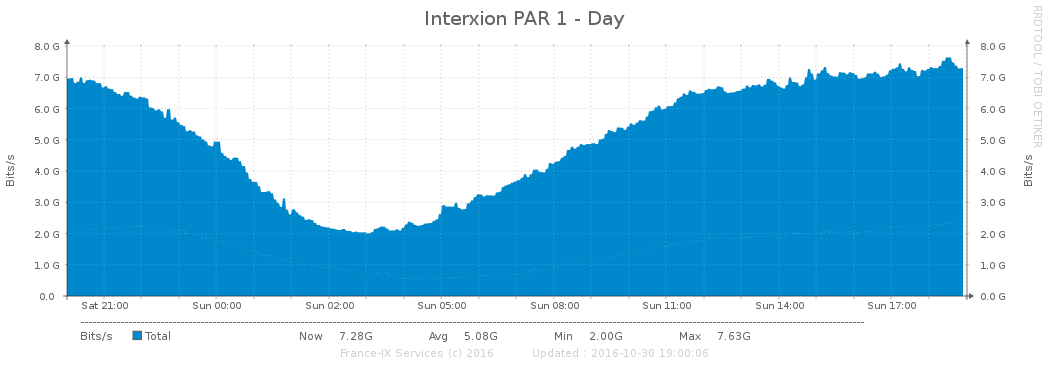 Interxion PAR 1 - Day
RRDTOOL / TOBI OETIKER
Bits/s
8.0 G
7.0 G
6.0 G
5.0 G
4.0 G
3.0 G
2.0 G
1.0 G
0.0
8.0 G
7.0 G
6.0 G
5.0 G
4.0 G
3.0 G
2.0 G
1.0 G
0.0 G
Bits/s
Sat 21:00 Sun 00:00 Sun 02:00 Sun 05:00 Sun 08:00 Sun 11:00 Sun 14:00 Sun 17:00
Bits/s Total Now 7.28G Avg 5.08G Min 2.00G Max 7.63G
France-IX Services (c) 2016 Updated : 2016-10-30 19:00:06